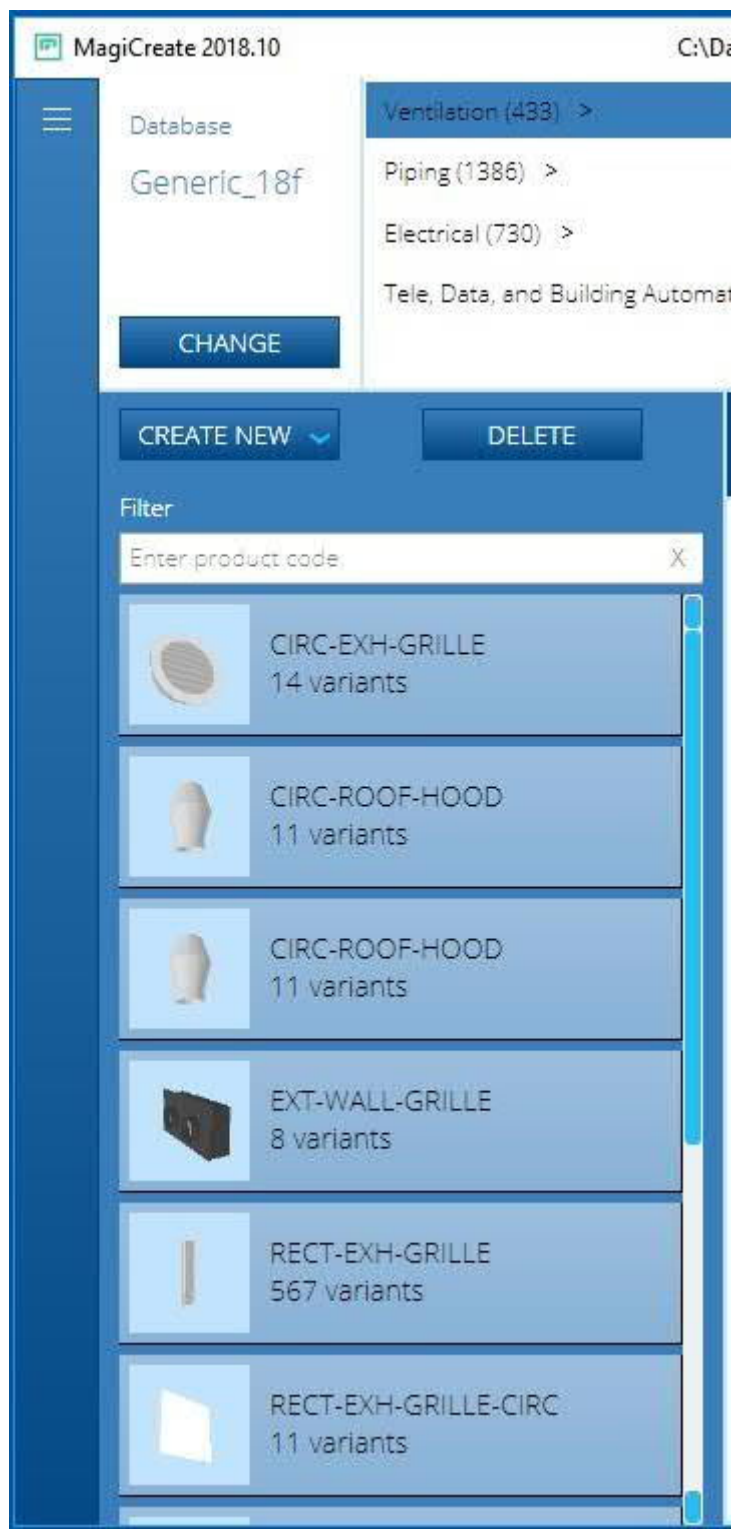 MagiCreate 2018.10
C:\Da
Database
Generic_18f
CHANGE
Ventilation (433) >
Piping (1386) >
Electrical (730) >
Tele, Data, and Building Automat
CREATE NEW
DELETE
Filter
Enter product code X
CIRC-EXH-GRILLE
14 variants
CIRC-ROOF-HOOD
11 variants
CIRC-ROOF-HOOD
11 variants
EXT-WALL-GRILLE
8 variants
RECT-EXH-GRILLE
567 variants
RECT-EXH-GRILLE-CIRC
11 variants